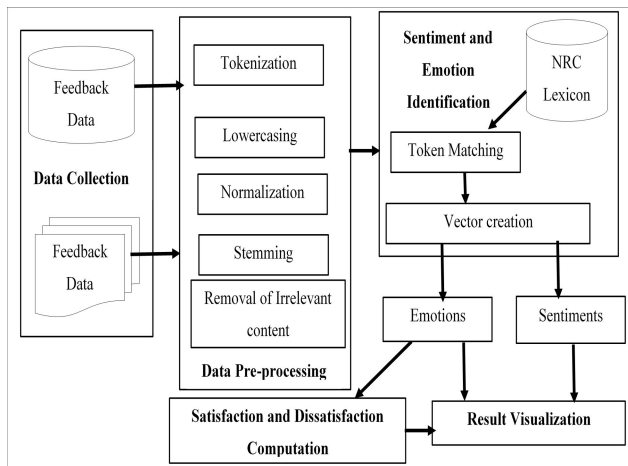 Feedback
Data
Data Collection
Feedback
Data
Tokenization
Lowercasing
Normalization
Stemming
Removal of Irrelevant
content
Data Pre-processing
Sentiment and
Emotion
Identification
NRC
Lexicon
Token Matching
Vector creation
Emotions
Sentiments
Satisfaction and Dissatisfaction
Computation
Result Visualization